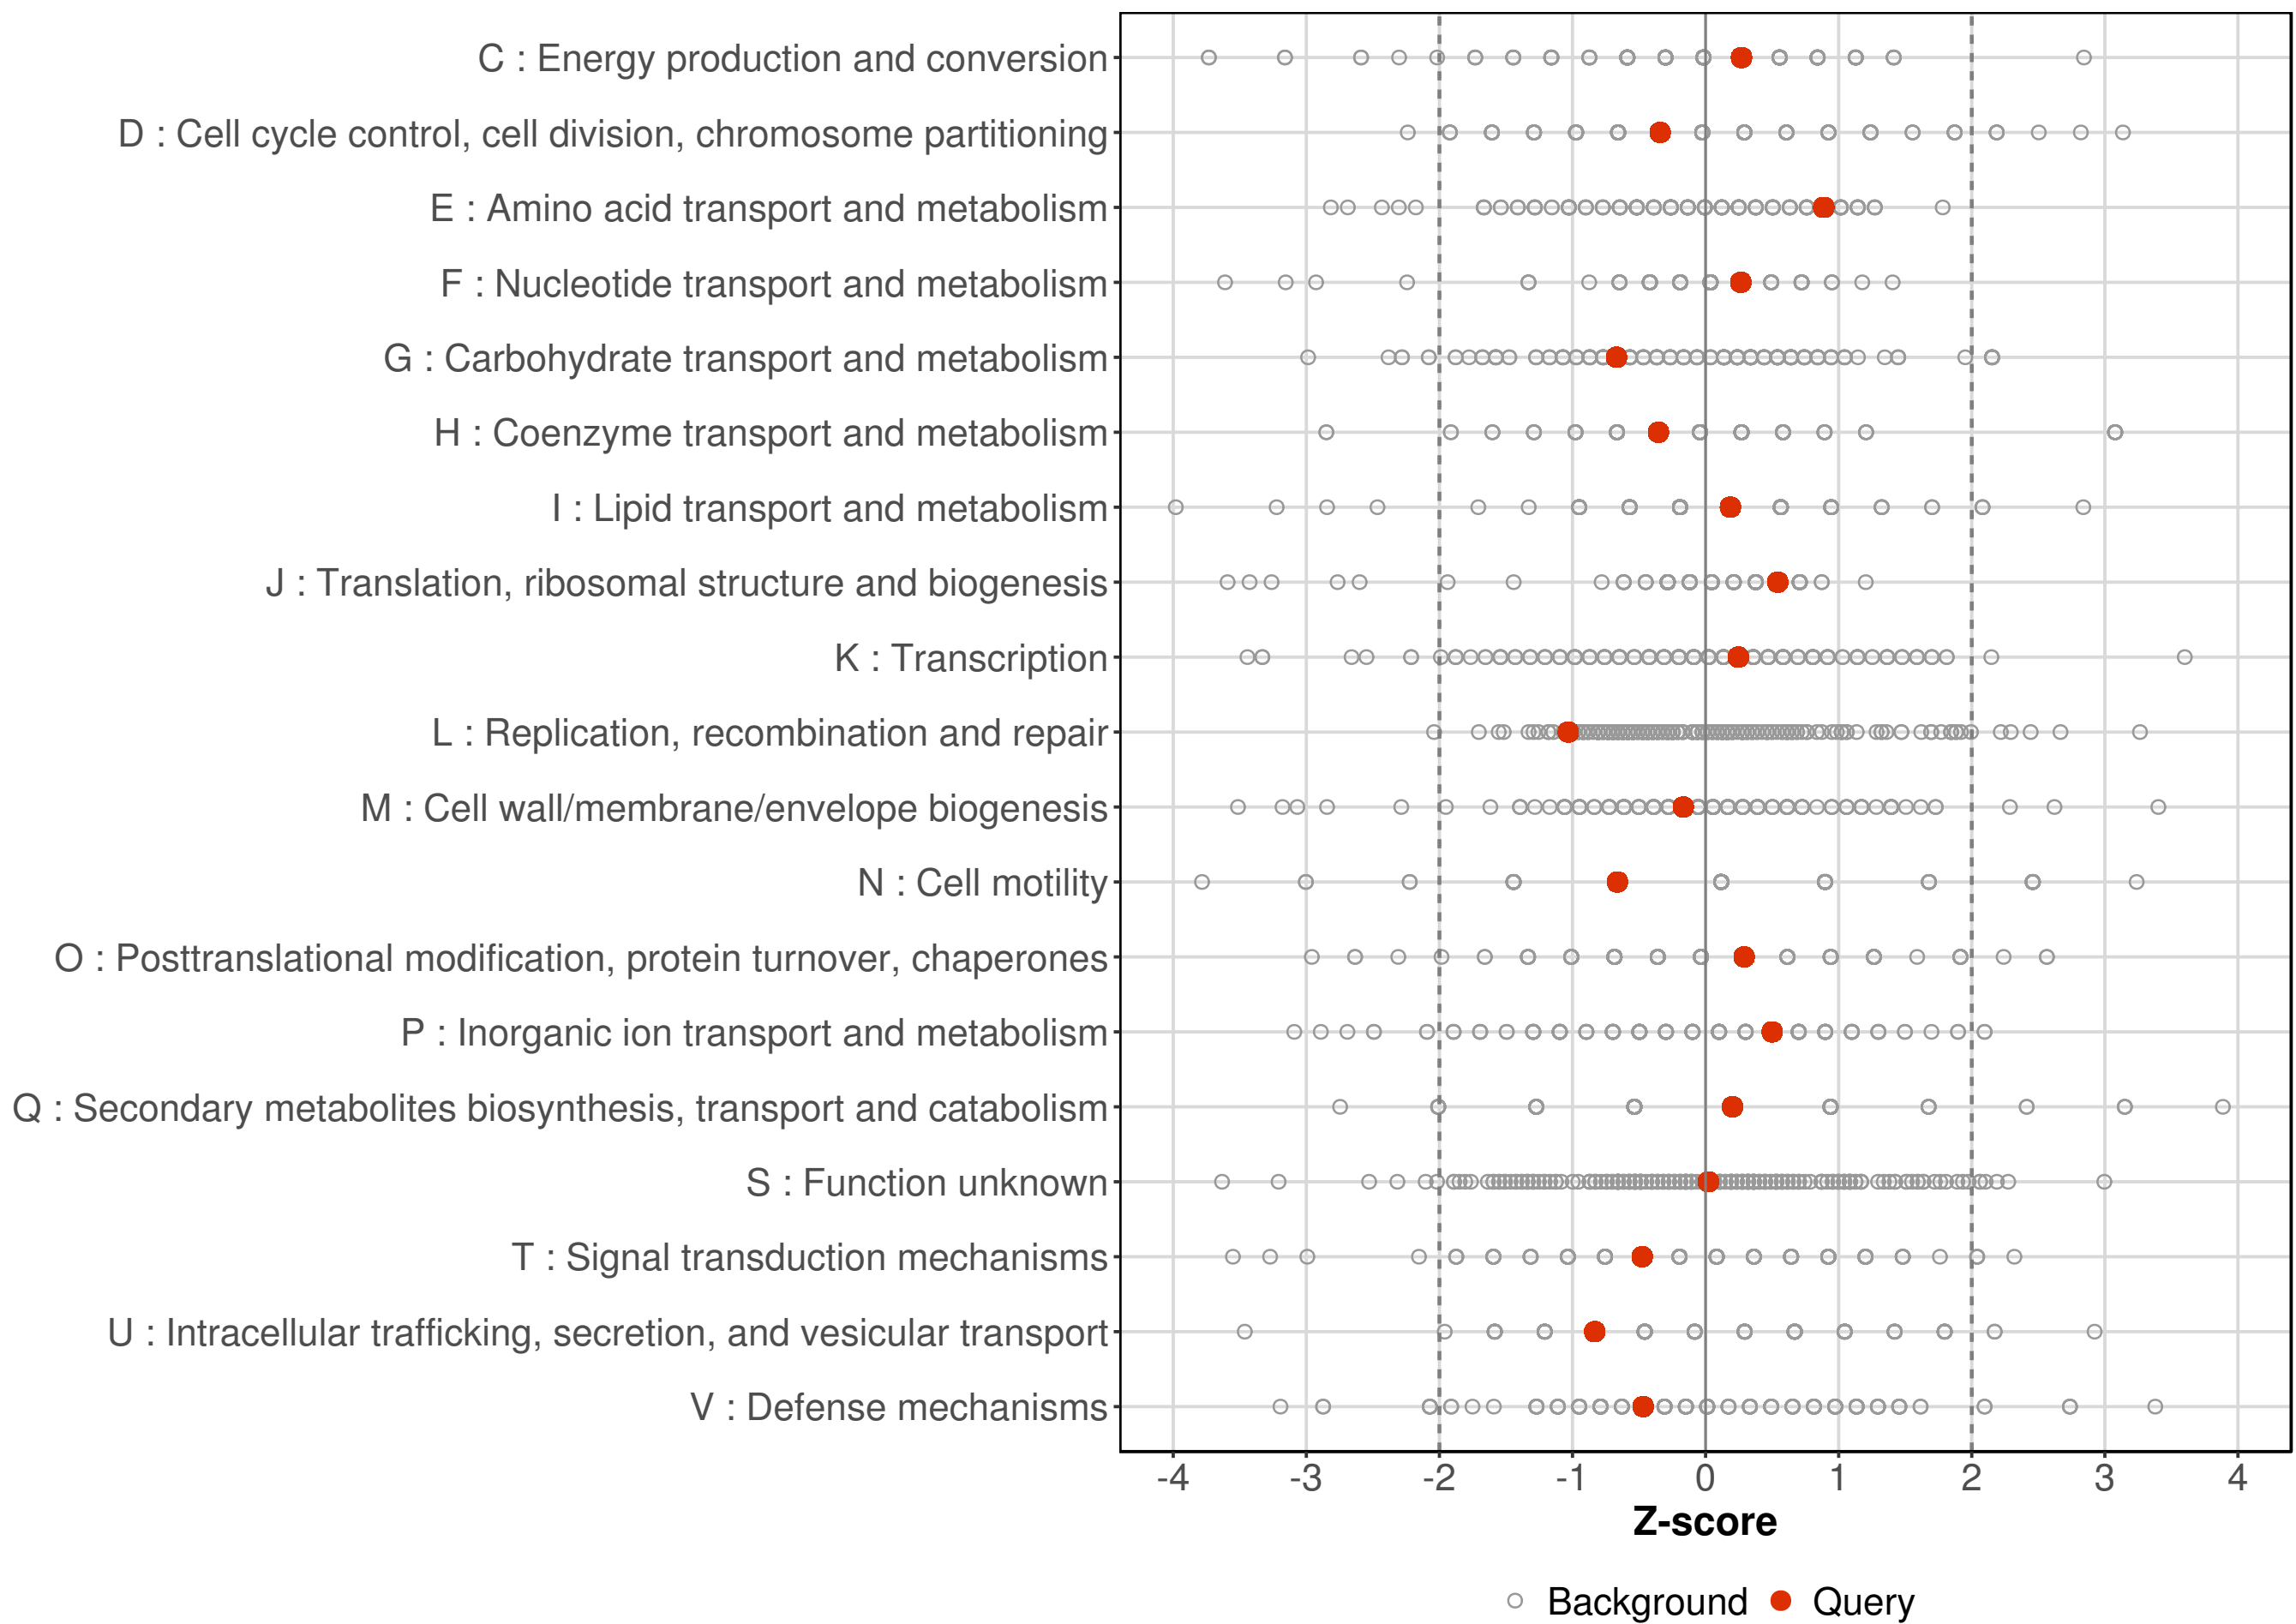 C : Energy production and conversion
D : Cell cycle control, cell division, chromosome partitioning
E : Amino acid transport and metabolism
F : Nucleotide transport and metabolism
G : Carbohydrate transport and metabolism
H : Coenzyme transport and metabolism
I : Lipid transport and metabolism
J : Translation, ribosomal structure and biogenesis
K : Transcription
L : Replication, recombination and repair
M : Cell wall/membrane/envelope biogenesis
N : Cell motility
O : Posttranslational modification, protein turnover, chaperones
P : Inorganic ion transport and metabolism
Q : Secondary metabolites biosynthesis, transport and catabolism
S : Function unknown
T : Signal transduction mechanisms
U : Intracellular trafficking, secretion, and vesicular transport
V : Defense mechanisms
-4 -3 -2 -1 0 1 2 3 4
Z-score
Background Query